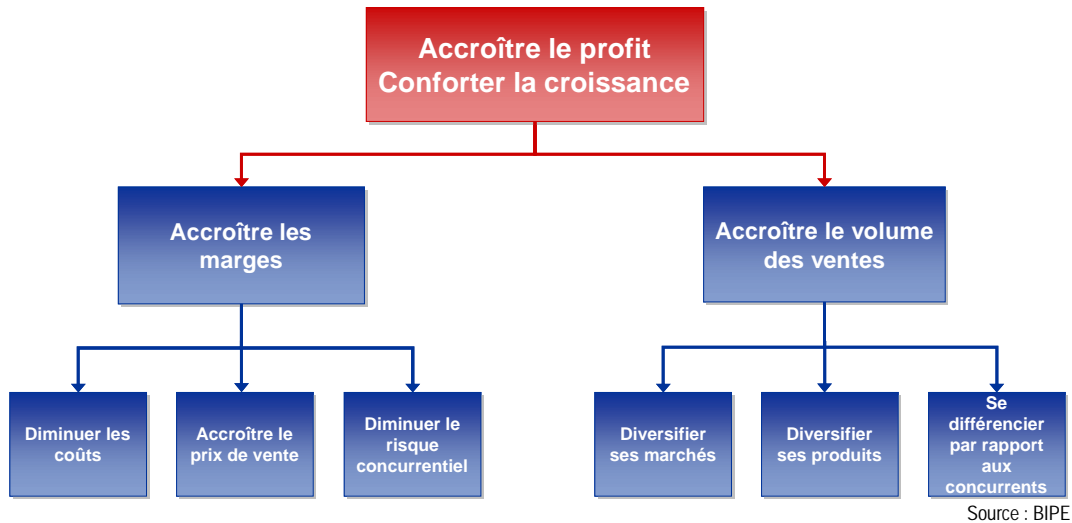 Accroître le profit
Conforter la croissance
Accroître les
marges
Accroître le volume
des ventes
Diminuer les
coûts
Accroître le
prix de vente
Diminuer le
risque
concurrentiel
Diversifier
ses marchés
Diversifier
ses produits
Se
différencier
par rapport
aux
concurrents
Source : BIPE